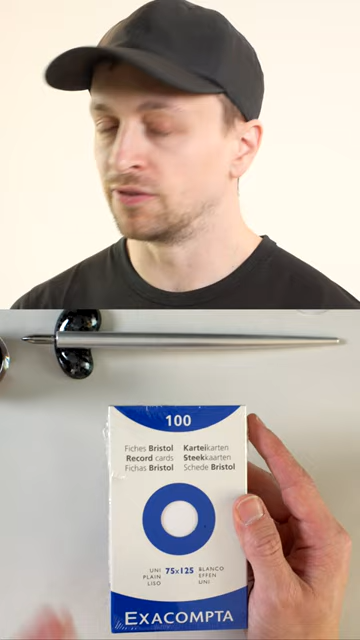 100
Fiches Bristol Karteikarten
Record cards Steekkaarten
Fichas Bristol Schede Bristol
UNI 75x125 BLANCO
PLAIN EFFEN
LISO UNI
EXACOMPTA